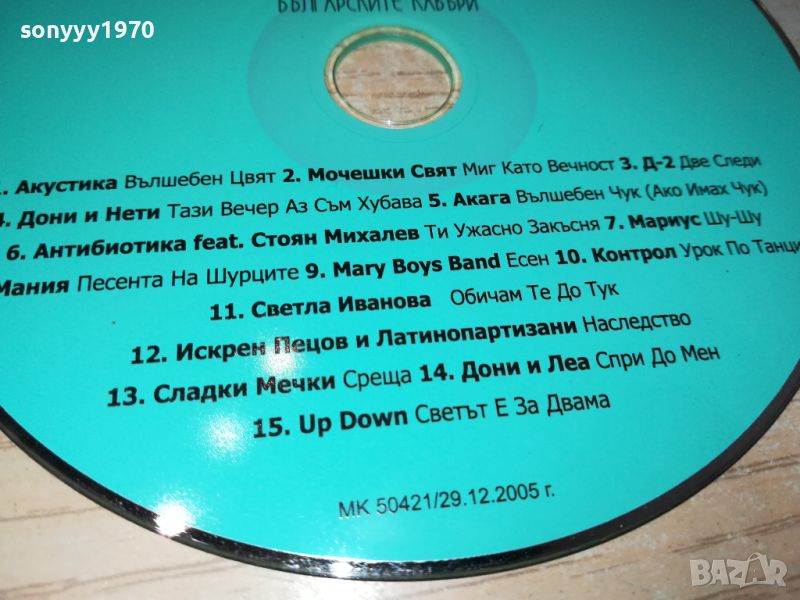 sonyyy1970
БЪЛГАРСКИТЕ КАВЪРИ
1. Акустика Вълшебен Цвят 2. Мочешки Свят Миг Като Вечност 3. Д-2 Две Следи
4. Дони и Нети Тази Вечер Аз Съм Хубава 5. Акага Вълшебен Чук (Ако Имах Чук)
6. Антибиотика feat. Стоян Михалев Ти Ужасно Закъсня 7. Мариус Шу-Шу
Мания Песента На Шурците 9. Mary Boys Band Есен 10. Контрол Урок По Танци
11. Светла Иванова Обичам Те До Тук
12. Искрен Пецов и Латинопартизани Наследство
13. Сладки Мечки Среща 14. Дони и Леа Спри До Мен
15. Up Down Светът Е За Двама
МК 50421/29.12.2005 г.
BAZAR